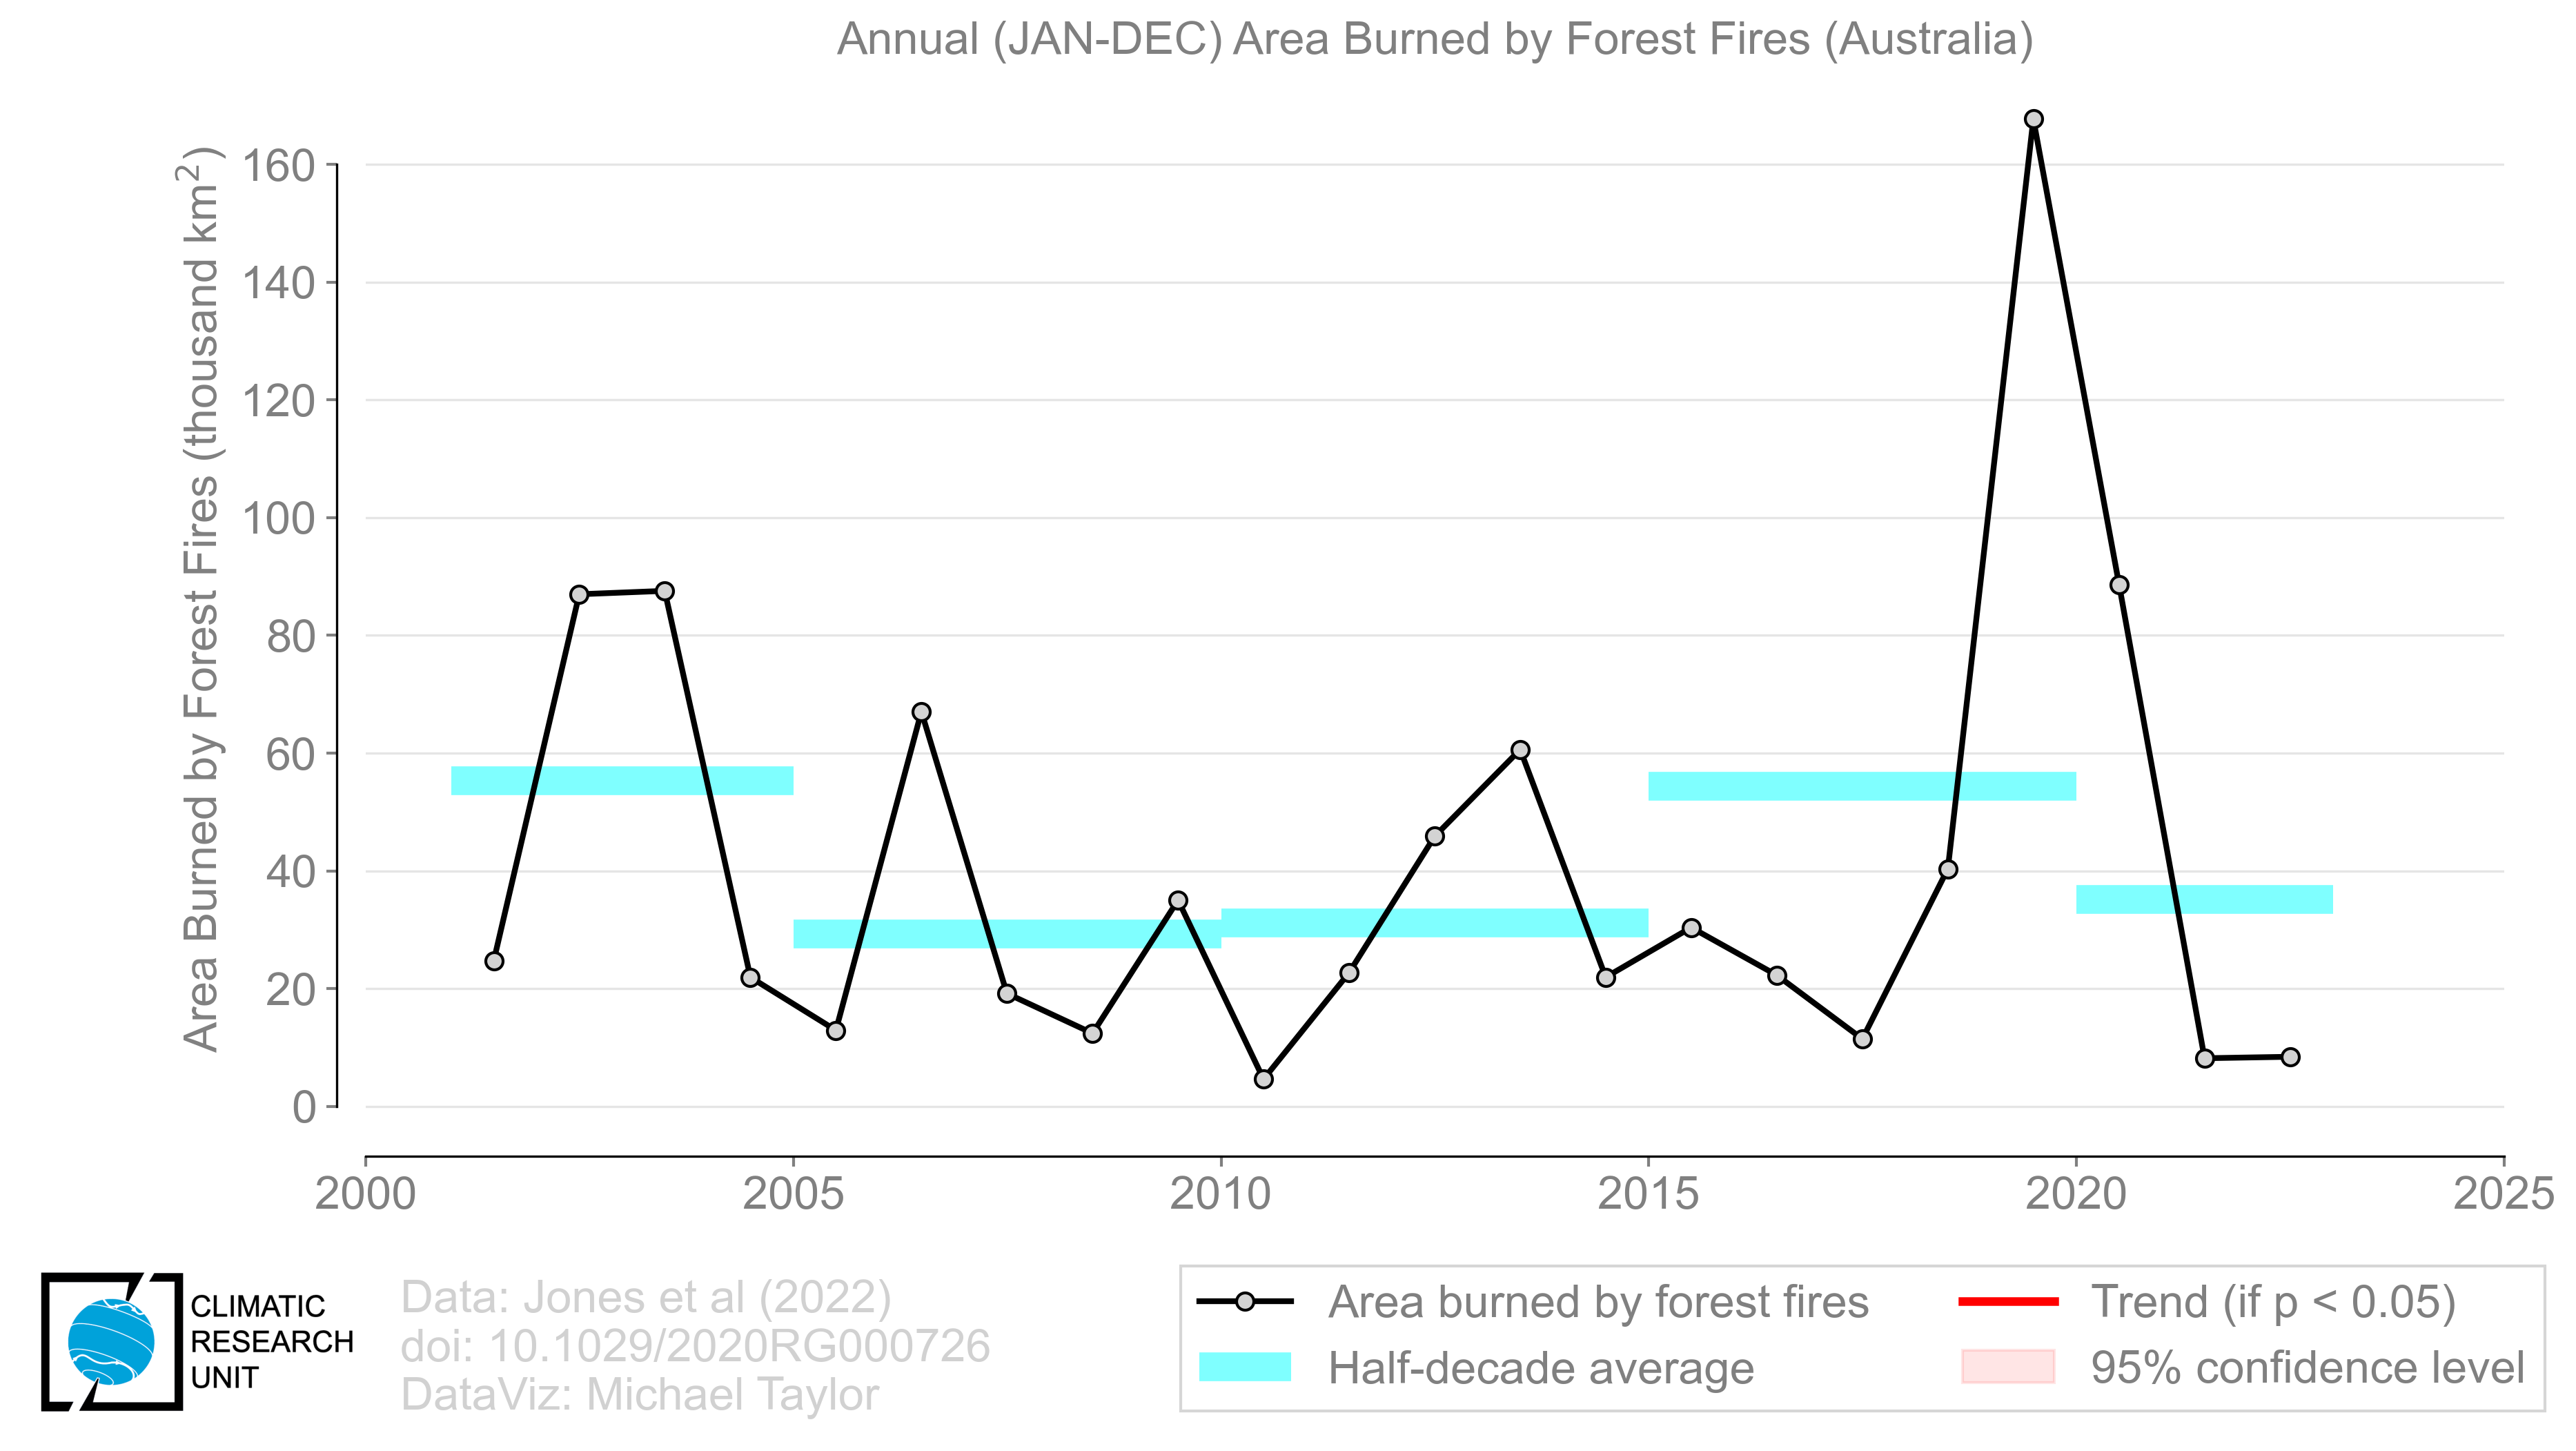 Annual (JAN-DEC) Area Burned by Forest Fires (Australia)
Area Burned by Forest Fires (thousand km²)
160
140
120
100
80
60
40
20
0
2000 2005 2010 2015 2020 2025
CLIMATIC
RESEARCH
UNIT
Data: Jones et al (2022)
doi: 10.1029/2020RG000726
DataViz: Michael Taylor
Area burned by forest fires
Half-decade average
Trend (if p < 0.05)
95% confidence level